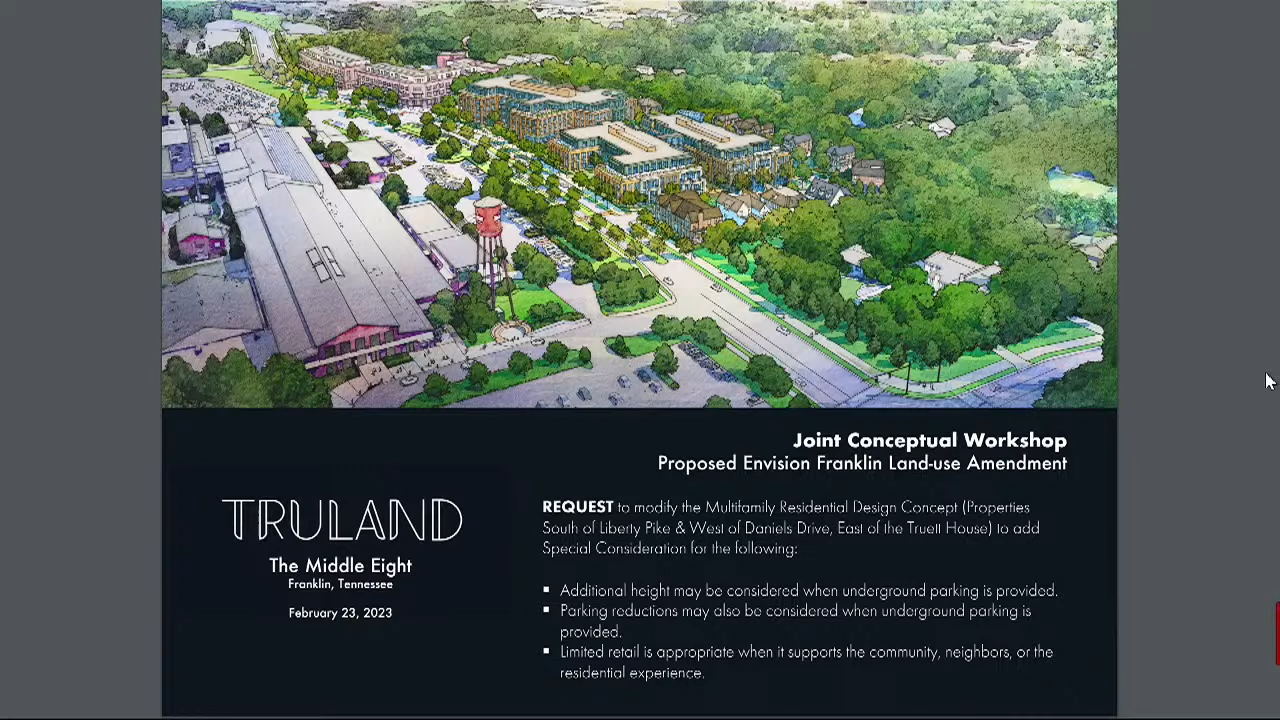 Joint Conceptual Workshop
Proposed Envision Franklin Land-use Amendment
TRULAND
The Middle Eight
Franklin, Tennessee
February 23, 2023
REQUEST to modify the Multifamily Residential Design Concept (Properties
South of Liberty Pike & West of Daniels Drive, East of the Truett House) to add
Special Consideration for the following:
▪ Additional height may be considered when underground parking is provided.
▪ Parking reductions may also be considered when underground parking is
provided.
▪ Limited retail is appropriate when it supports the community, neighbors, or the
residential experience.